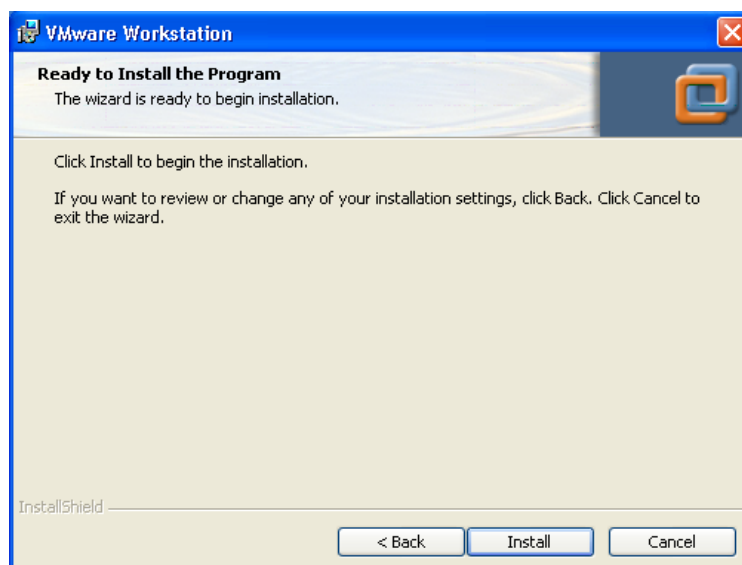 VMware Workstation
Ready to Install the Program
The wizard is ready to begin installation.
Click Install to begin the installation.
If you want to review or change any of your installation settings, click Back. Click Cancel to
exit the wizard.
InstallShield
< Back
Install
Cancel